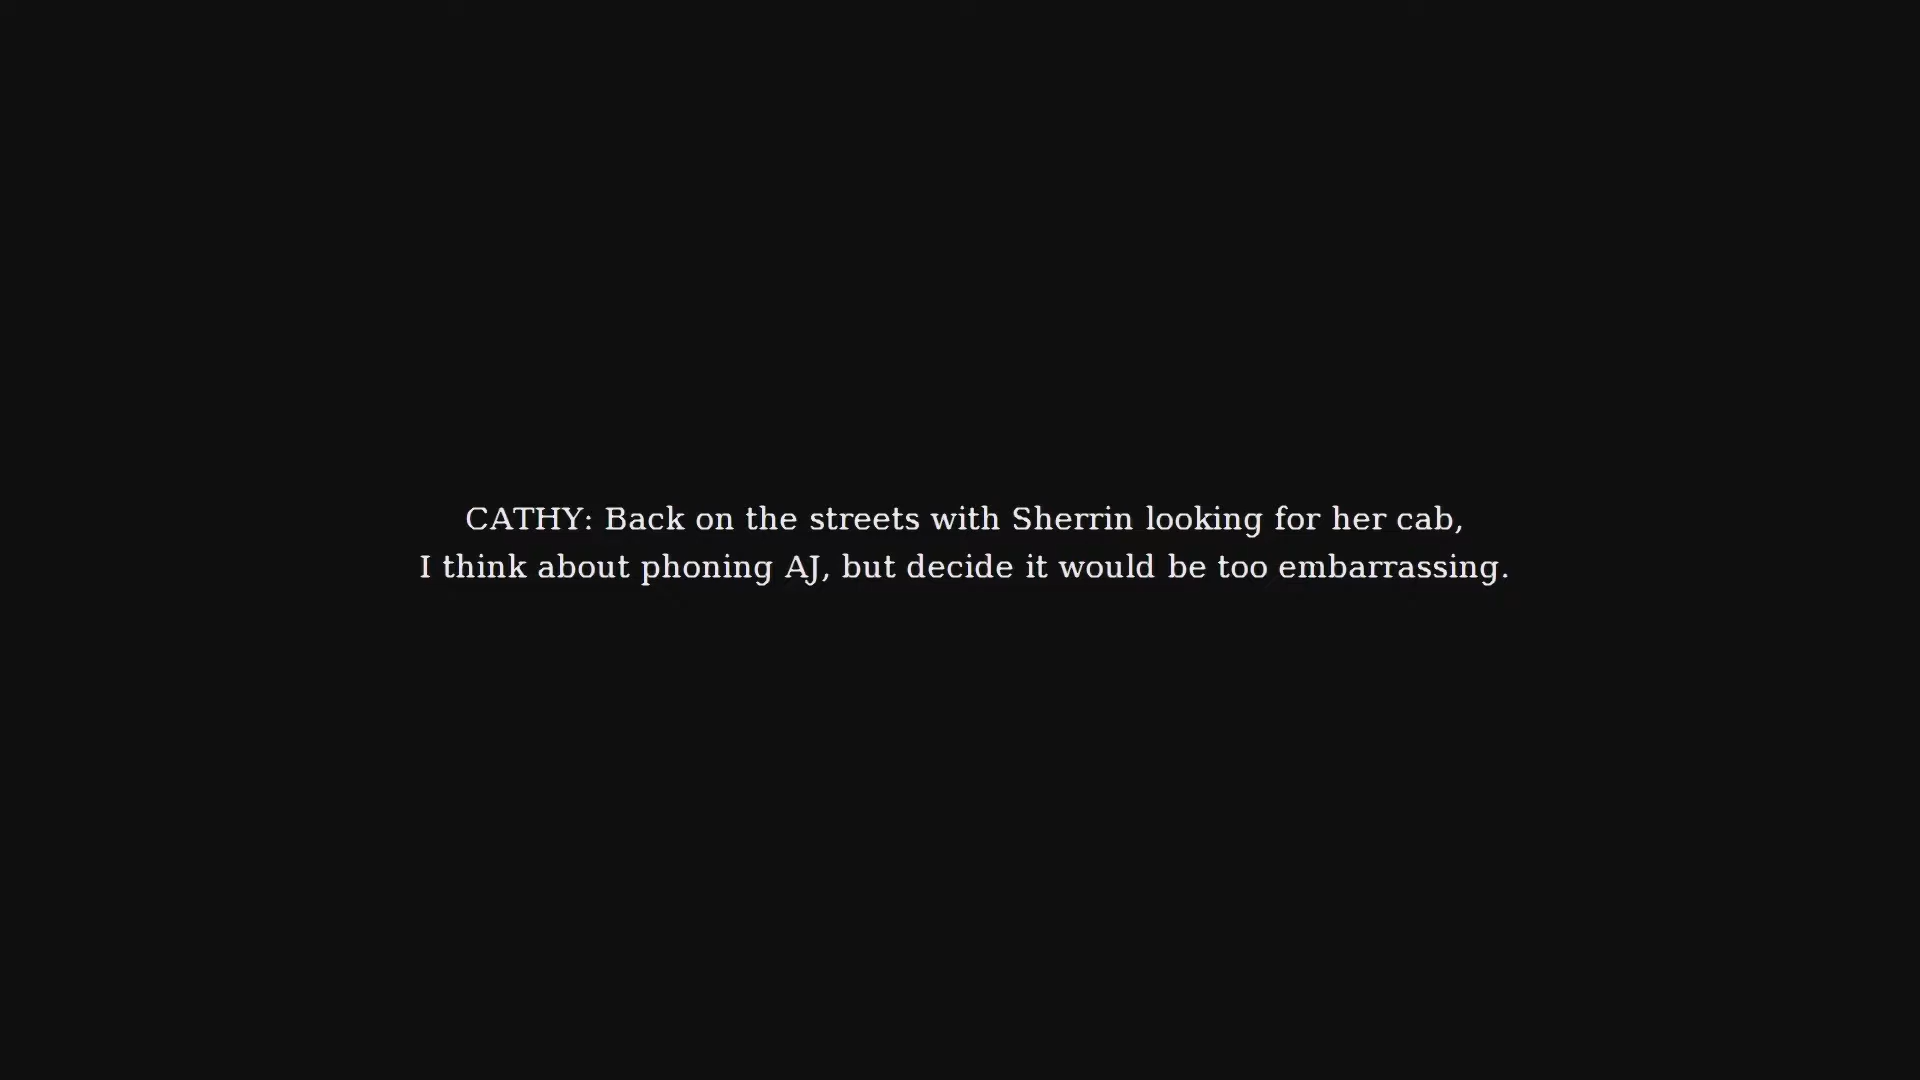 CATHY: Back on the streets with Sherrin looking for her cab,
I think about phoning AJ, but decide it would be too embarrassing.